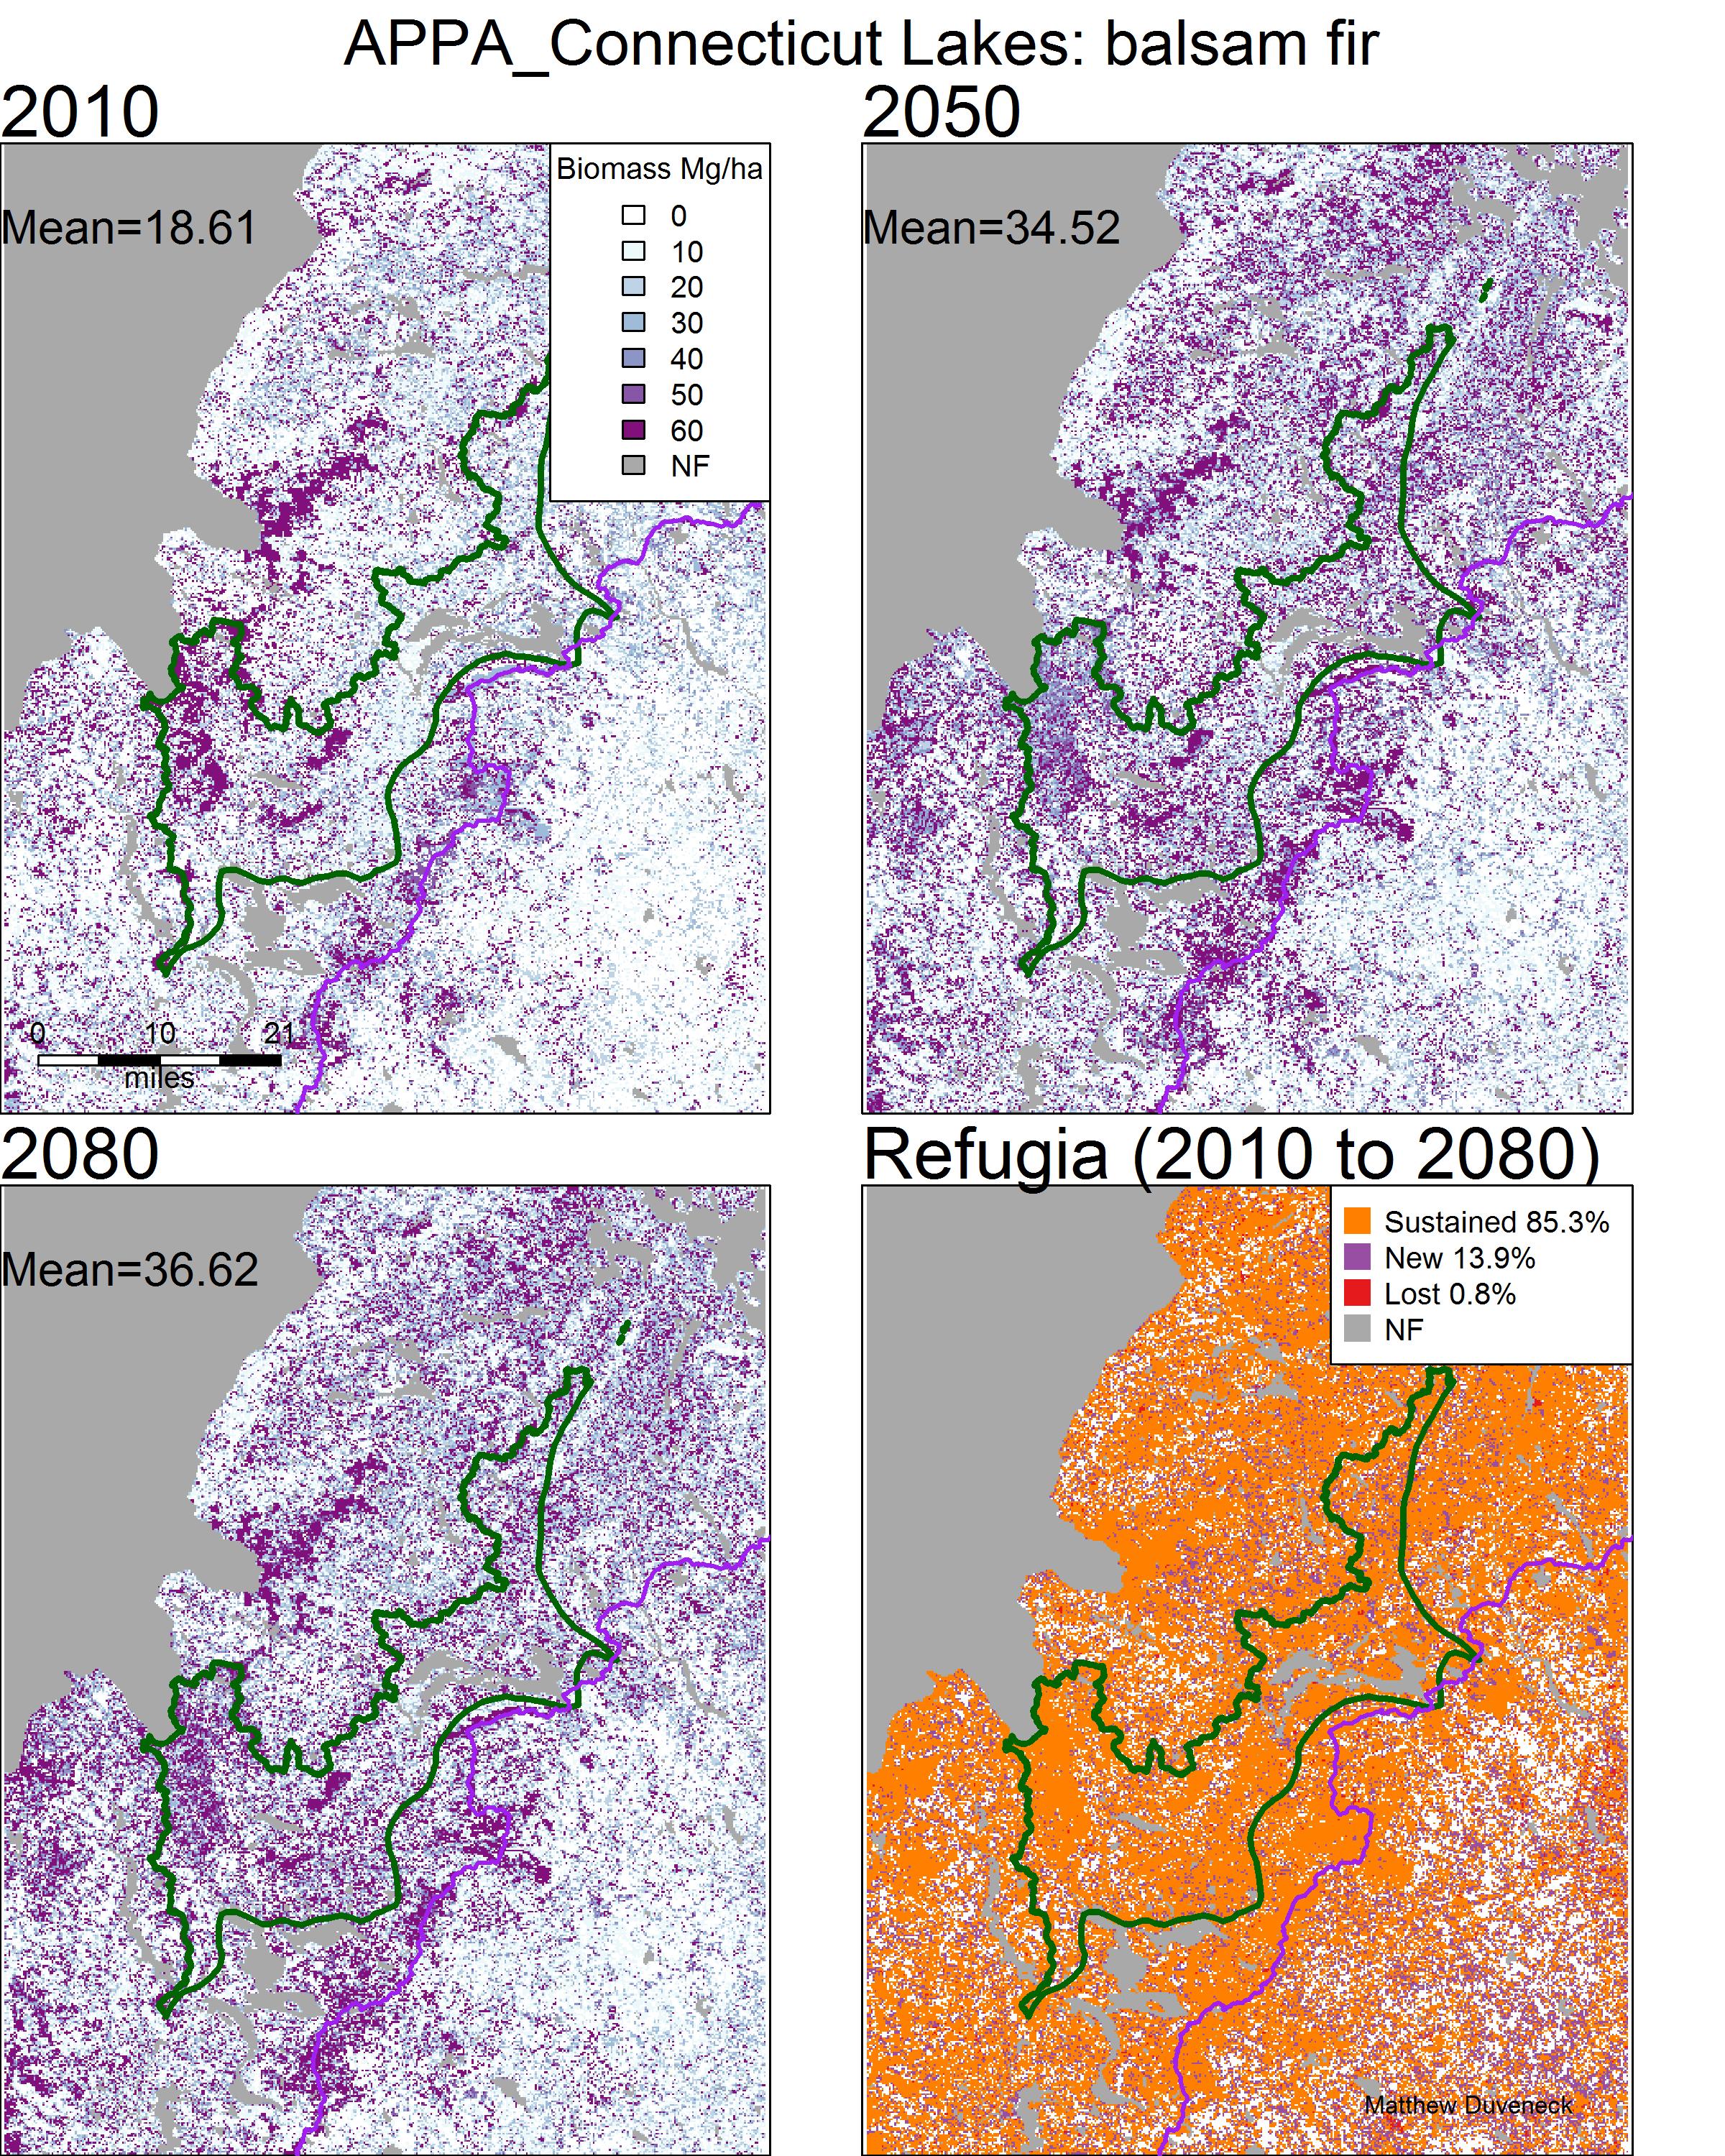 APPA_Connecticut Lakes: balsam fir
2010
Mean=18.61
Biomass Mg/ha
0
10
20
30
40
50
60
NF
0 10 21
miles
2050
Mean=34.52
2080
Mean=36.62
Refugia (2010 to 2080)
Sustained 85.3%
New 13.9%
Lost 0.8%
NF
Matthew Duveneck